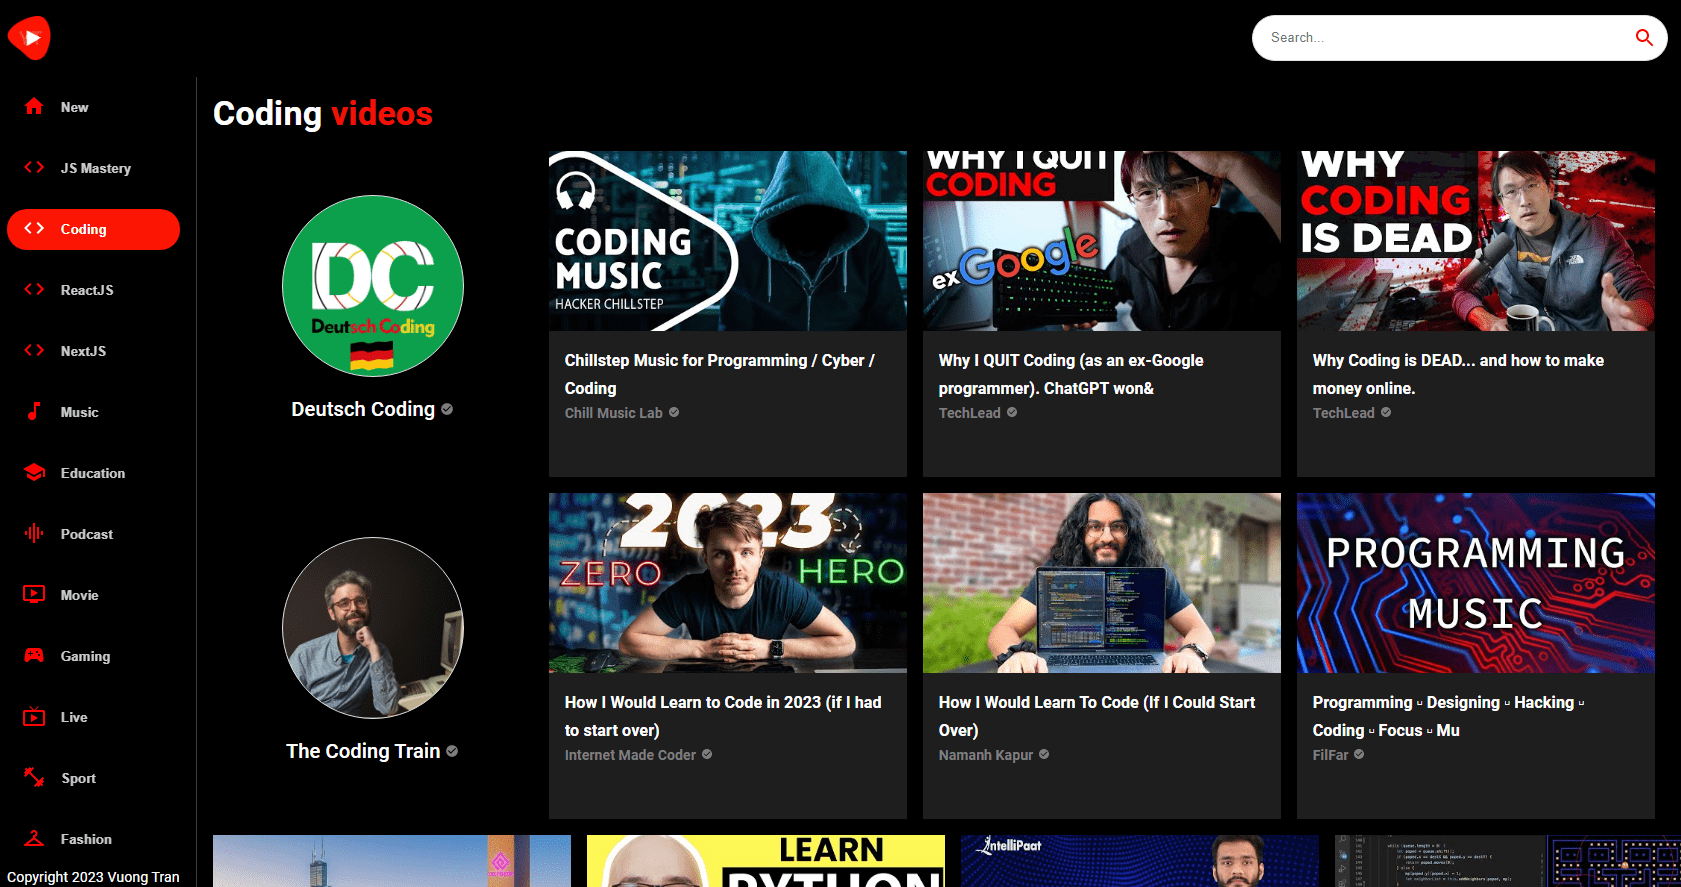 Search...
New
JS Mastery
Coding
ReactJS
NextJS
Music
Education
Podcast
Movie
Gaming
Live
Sport
Fashion
Copyright 2023 Vuong Tran
Coding videos
DC
Deutsch Coding
Deutsch Coding
CODING
MUSIC
HACKER CHILLSTEP
Chillstep Music for Programming / Cyber /
Coding
Chill Music Lab
WHY I QUIT
CODING
exGoogle
Why I QUIT Coding (as an ex-Google
programmer). ChatGPT won&
TechLead
WHY
CODING
IS DEAD
Why Coding is DEAD... and how to make
money online.
TechLead
The Coding Train
2023
ZERO
HERO
How I Would Learn to Code in 2023 (if I had
to start over)
Internet Made Coder
How I Would Learn To Code (If I Could Start
Over)
Namanh Kapur
PROGRAMMING
MUSIC
Programming ▫ Designing ▫ Hacking ▫
Coding ▫ Focus ▫ Mu
FilFar
LEARN
PYTHON
IntelliPaat